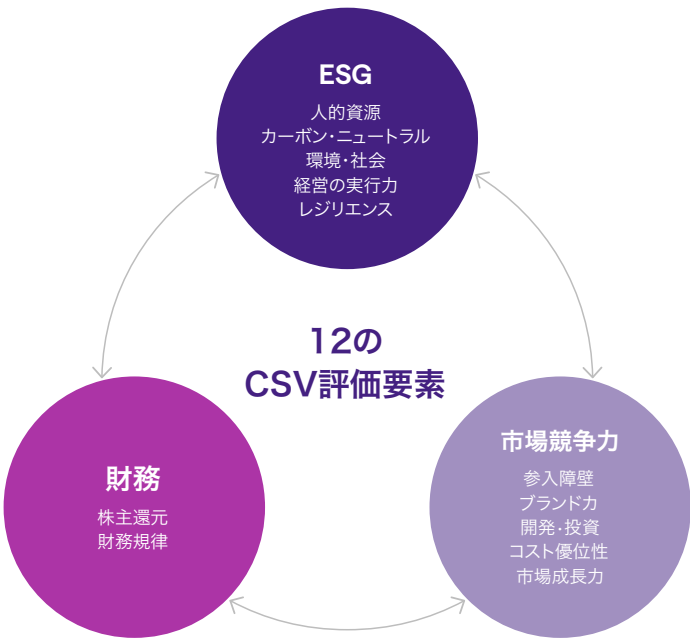 ESG
人的資源
カーボン・ニュートラル
環境・社会
経営の実行力
レジリエンス
12の
CSV評価要素
財務
株主還元
財務規律
市場競争力
参入障壁
ブランド力
開発・投資
コスト優位性
市場成長力